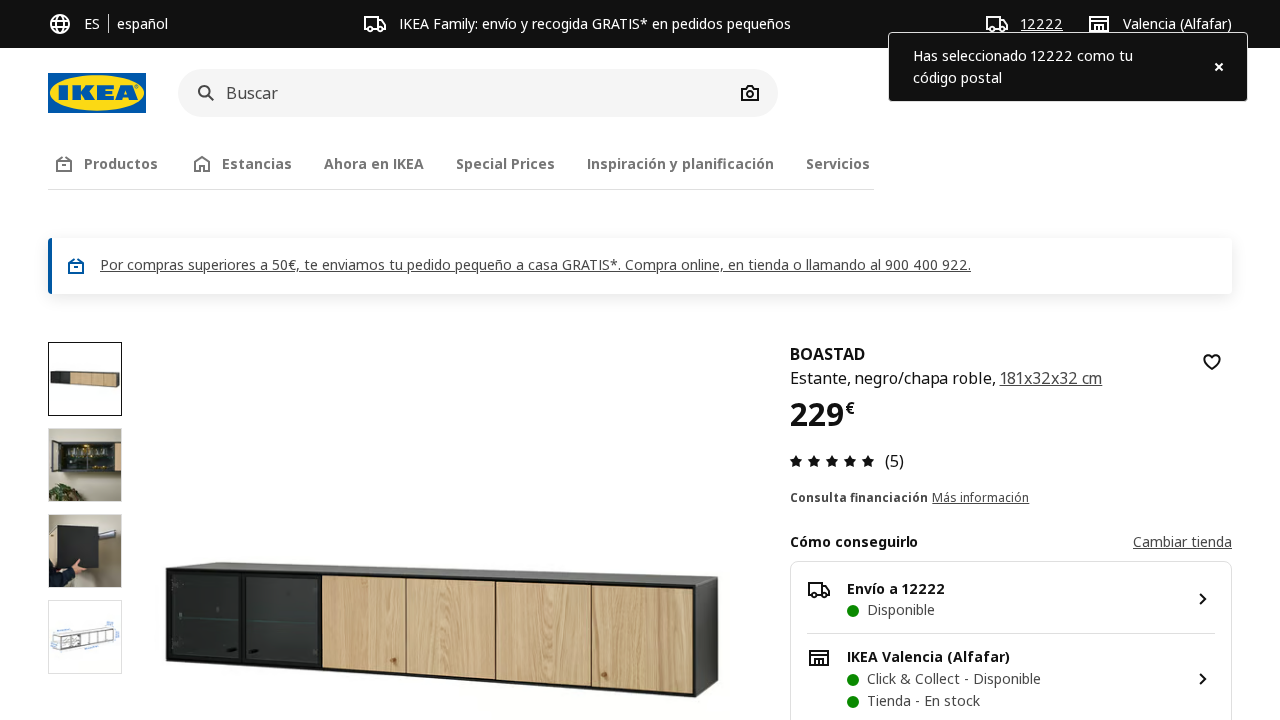 ES
español
IKEA Family: envío y recogida GRATIS* en pedidos pequeños
12222
Valencia (Alfafar)
Has seleccionado 12222 como tu
código postal
IKEA
Buscar
Productos
Estancias
Ahora en IKEA
Special Prices
Inspiración y planificación
Servicios
Por compras superiores a 50€, te enviamos tu pedido pequeño a casa GRATIS*. Compra online, en tienda o llamando al 900 400 922.
BOASTAD
Estante, negro/chapa roble, 181x32x32 cm
229€
(5)
Consulta financiación Más información
Cómo conseguirlo
Cambiar tienda
Envío a 12222
Disponible
IKEA Valencia (Alfafar)
Click & Collect - Disponible
Tienda - En stock